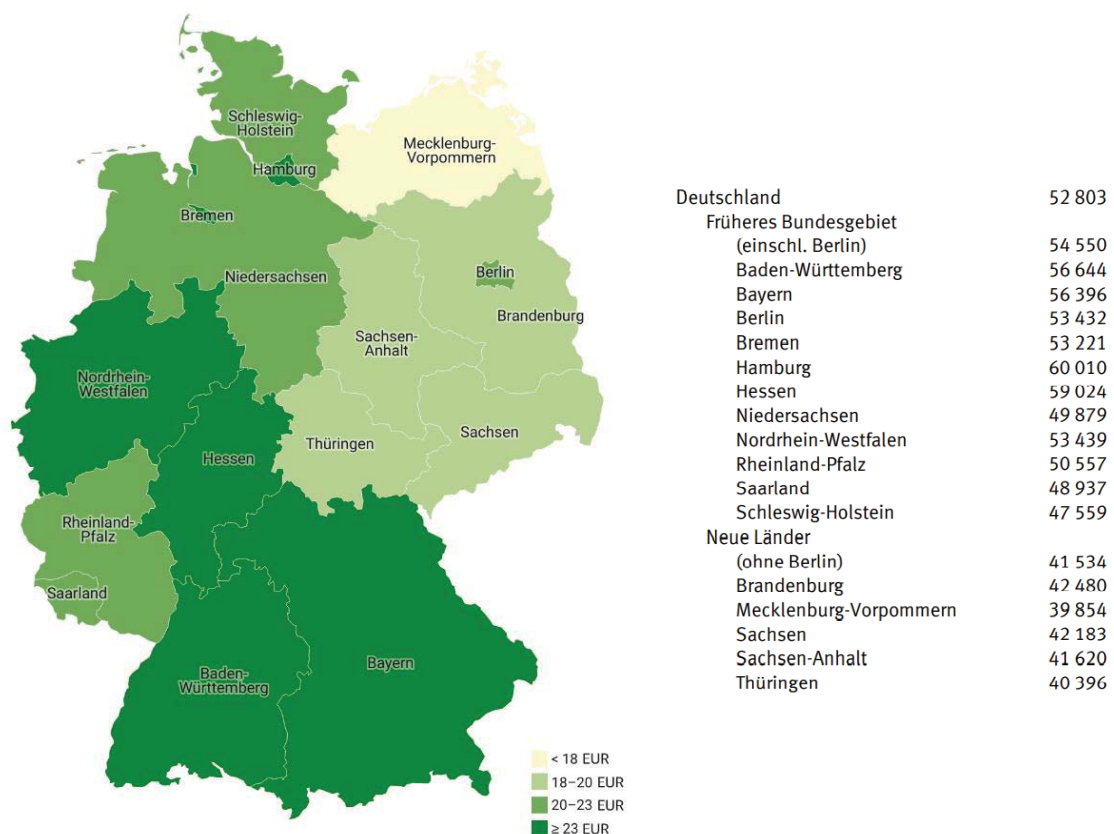 Schleswig-
Holstein
Mecklenburg-
Vorpommern
Hamburg
Bremen
Niedersachsen
Berlin
Brandenburg
Sachsen-
Anhalt
Nordrhein-
Westfalen
Sachsen
Thüringen
Hessen
Rheinland-
Pfalz
Saarland
Bayern
Baden-
Württemberg
< 18 EUR
18–20 EUR
20–23 EUR
≥ 23 EUR
Deutschland 52 803
Früheres Bundesgebiet
(einschl. Berlin) 54 550
Baden-Württemberg 56 644
Bayern 56 396
Berlin 53 432
Bremen 53 221
Hamburg 60 010
Hessen 59 024
Niedersachsen 49 879
Nordrhein-Westfalen 53 439
Rheinland-Pfalz 50 557
Saarland 48 937
Schleswig-Holstein 47 559
Neue Länder
(ohne Berlin) 41 534
Brandenburg 42 480
Mecklenburg-Vorpommern 39 854
Sachsen 42 183
Sachsen-Anhalt 41 620
Thüringen 40 396